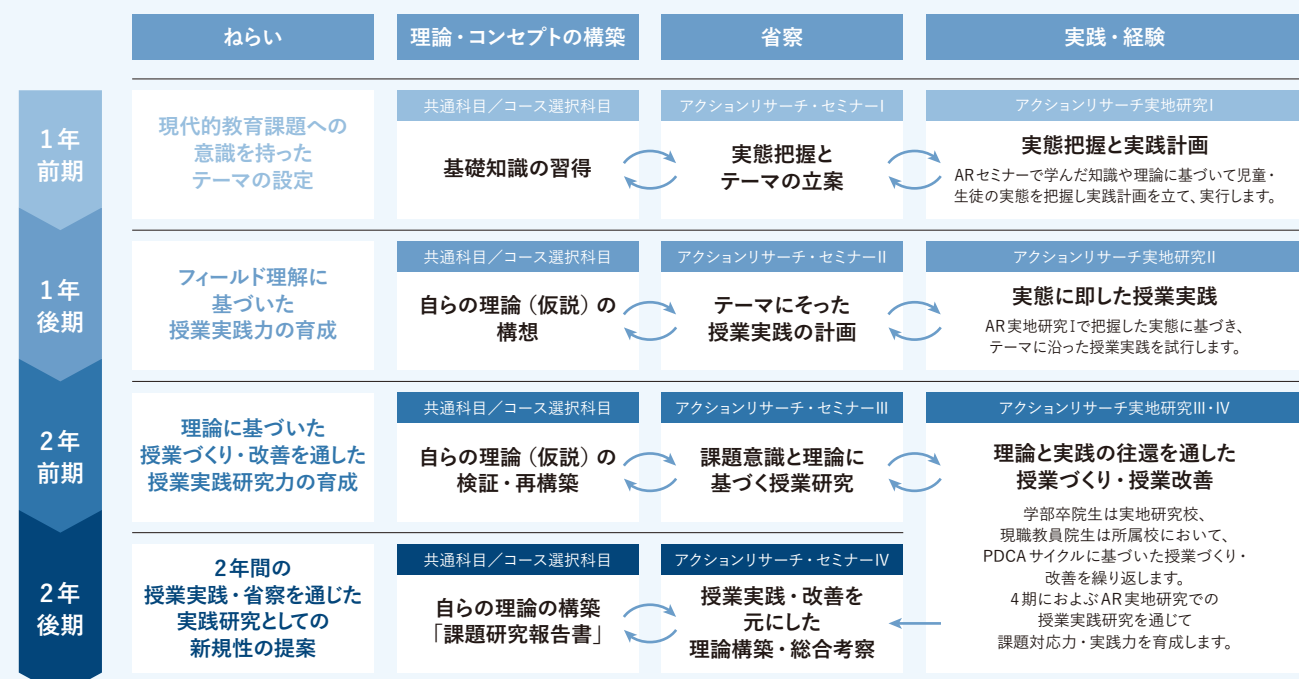 ねらい
理論・コンセプトの構築
省察
実践・経験
1年
前期
現代的教育課題への
意識を持った
テーマの設定
共通科目／コース選択科目
基礎知識の習得
アクションリサーチ・セミナーI
実態把握と
テーマの立案
アクションリサーチ実地研究I
実態把握と実践計画
ARセミナーで学んだ知識や理論に基づいて児童・
生徒の実態を把握し実践計画を立て、実行します。
1年
後期
フィールド理解に
基づいた
授業実践力の育成
共通科目／コース選択科目
自らの理論（仮説）の
構想
アクションリサーチ・セミナーII
テーマにそった
授業実践の計画
アクションリサーチ実地研究II
実態に即した授業実践
AR実地研究Iで把握した実態に基づき、
テーマに沿った授業実践を試行します。
2年
前期
理論に基づいた
授業づくり・改善を通した
授業実践研究力の育成
共通科目／コース選択科目
自らの理論（仮説）の
検証・再構築
アクションリサーチ・セミナーIII
課題意識と理論に
基づく授業研究
アクションリサーチ実地研究III・IV
理論と実践の往還を通した
授業づくり・授業改善
学部卒院生は実地研究校、
現職教員院生は所属校において、
PDCAサイクルに基づいた授業づくり・
改善を繰り返します。
4期におよぶAR実地研究での
授業実践研究を通じて
課題対応力・実践力を育成します。
2年
後期
2年間の
授業実践・省察を通じた
実践研究としての
新規性の提案
共通科目／コース選択科目
自らの理論の構築
「課題研究報告書」
アクションリサーチ・セミナーIV
授業実践・改善を
元にした
理論構築・総合考察